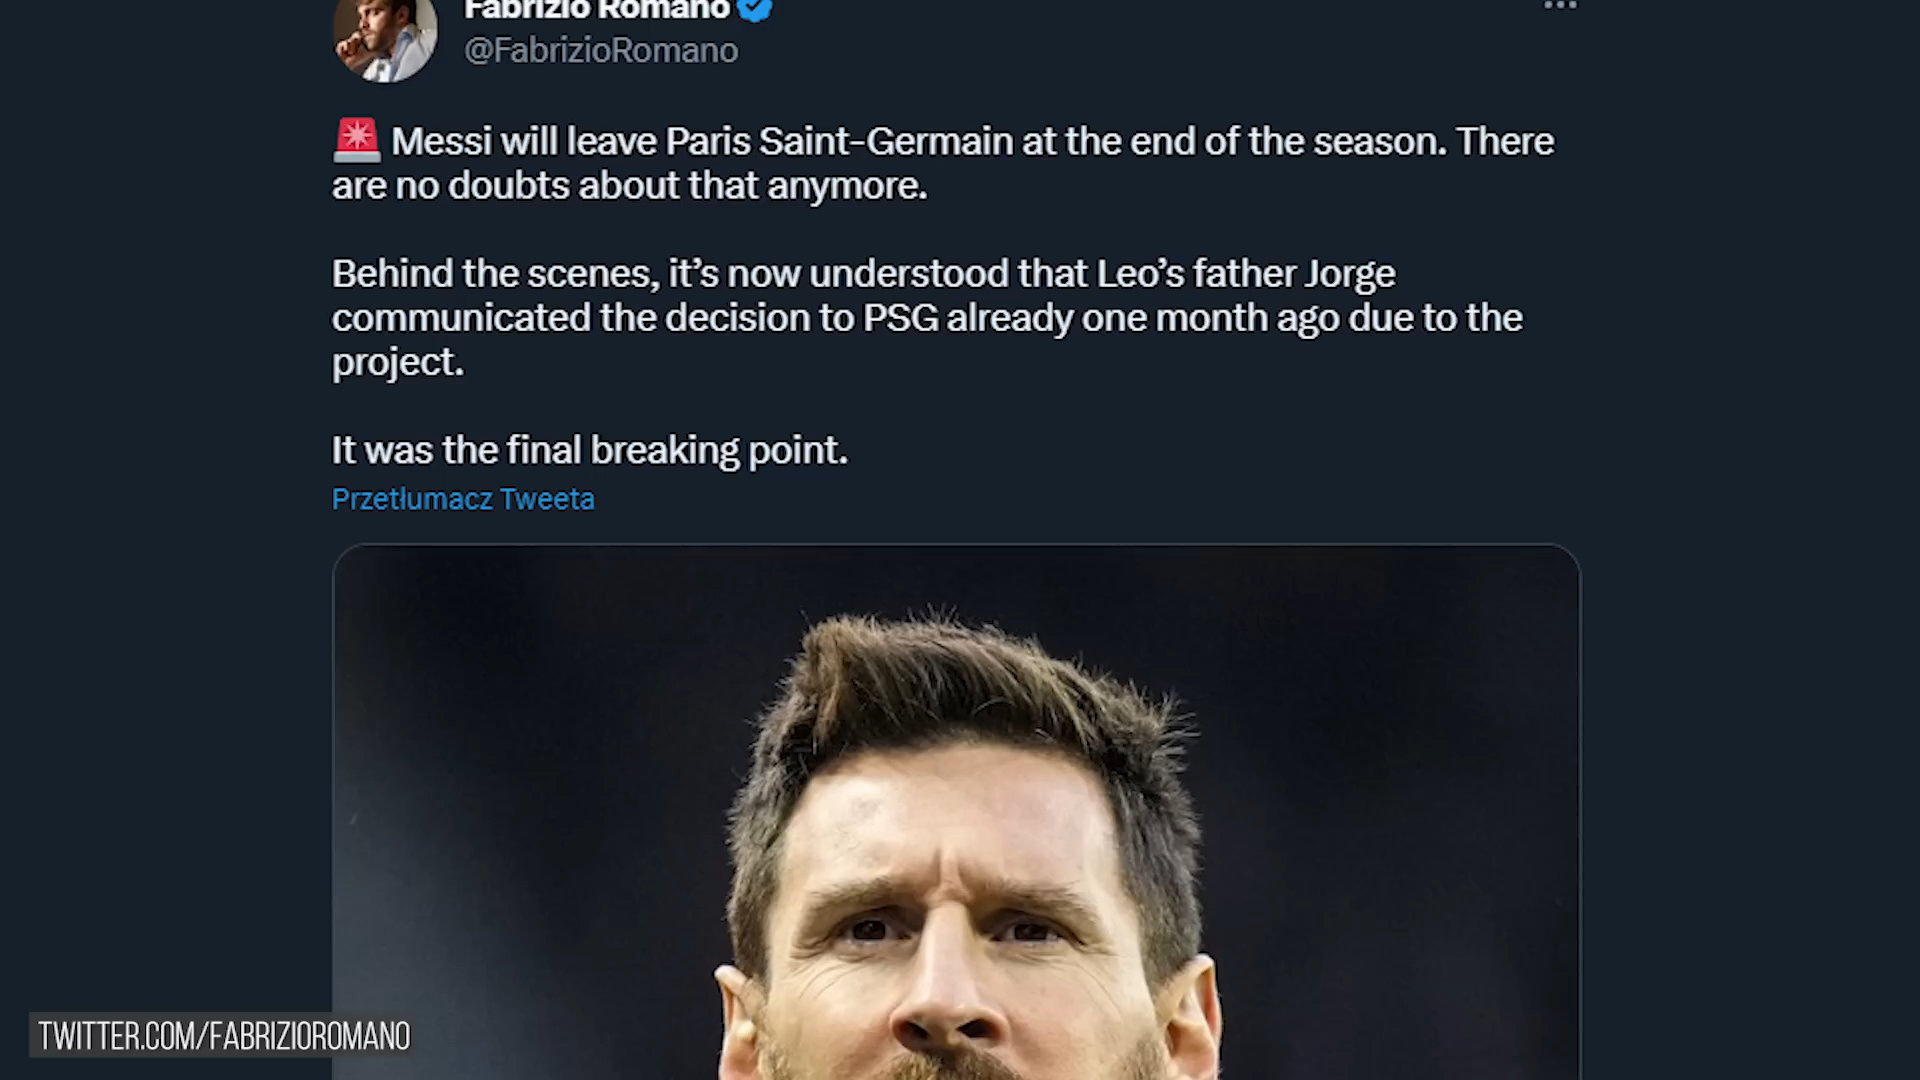 Fabrizio Romano
@FabrizioRomano
🚨 Messi will leave Paris Saint-Germain at the end of the season. There
are no doubts about that anymore.
Behind the scenes, it’s now understood that Leo’s father Jorge
communicated the decision to PSG already one month ago due to the
project.
It was the final breaking point.
Przetłumacz Tweeta
TWITTER.COM/FABRIZIOROMANO